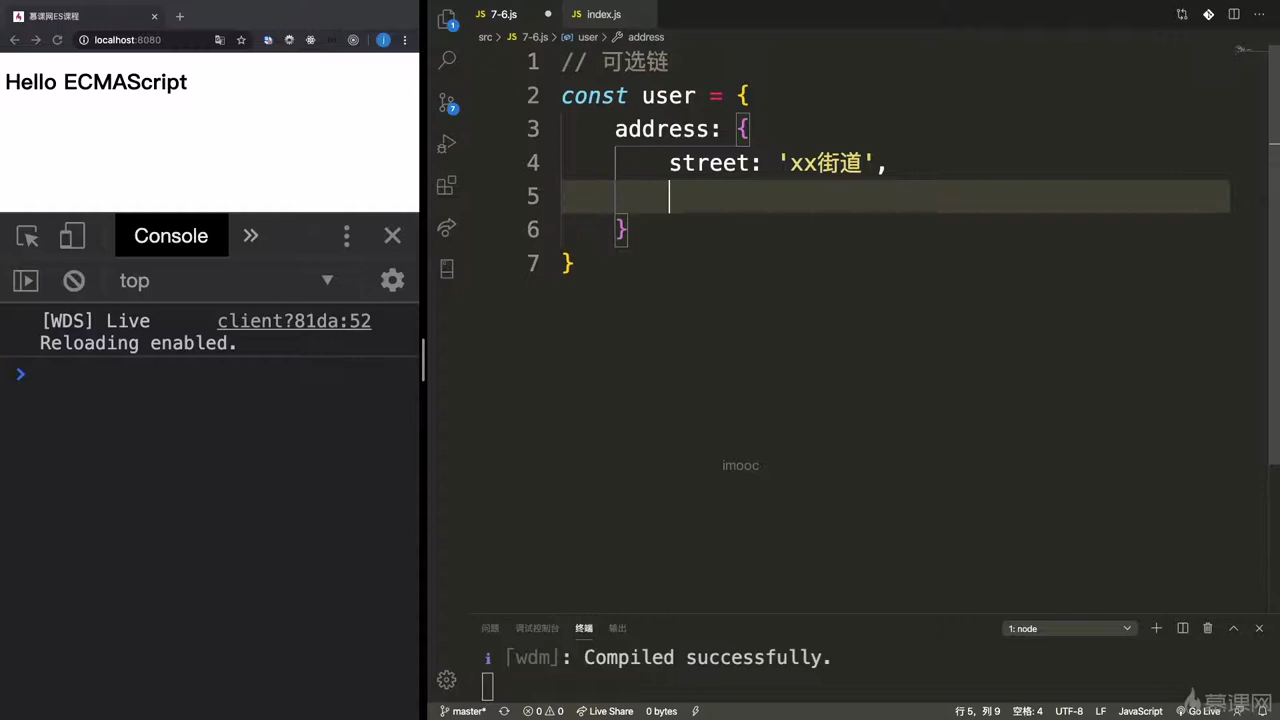 慕课网ES课程
localhost:8080
Hello ECMAScript
Console
top
[WDS] Live
Reloading enabled.
client?81da:52
7-6.js
index.js
src > 7-6.js > user > address
1 // 可选链
2 const user = {
3 address: {
4 street: 'xx街道',
5
6 }
7 }
imooc
问题 调试控制台 终端 输出
1: node
i 「wdm」: Compiled successfully.
master* 0 0 Live Share 0 bytes 行 5, 列 9 空格: 4 UTF-8 LF JavaScript Go Live
慕课网